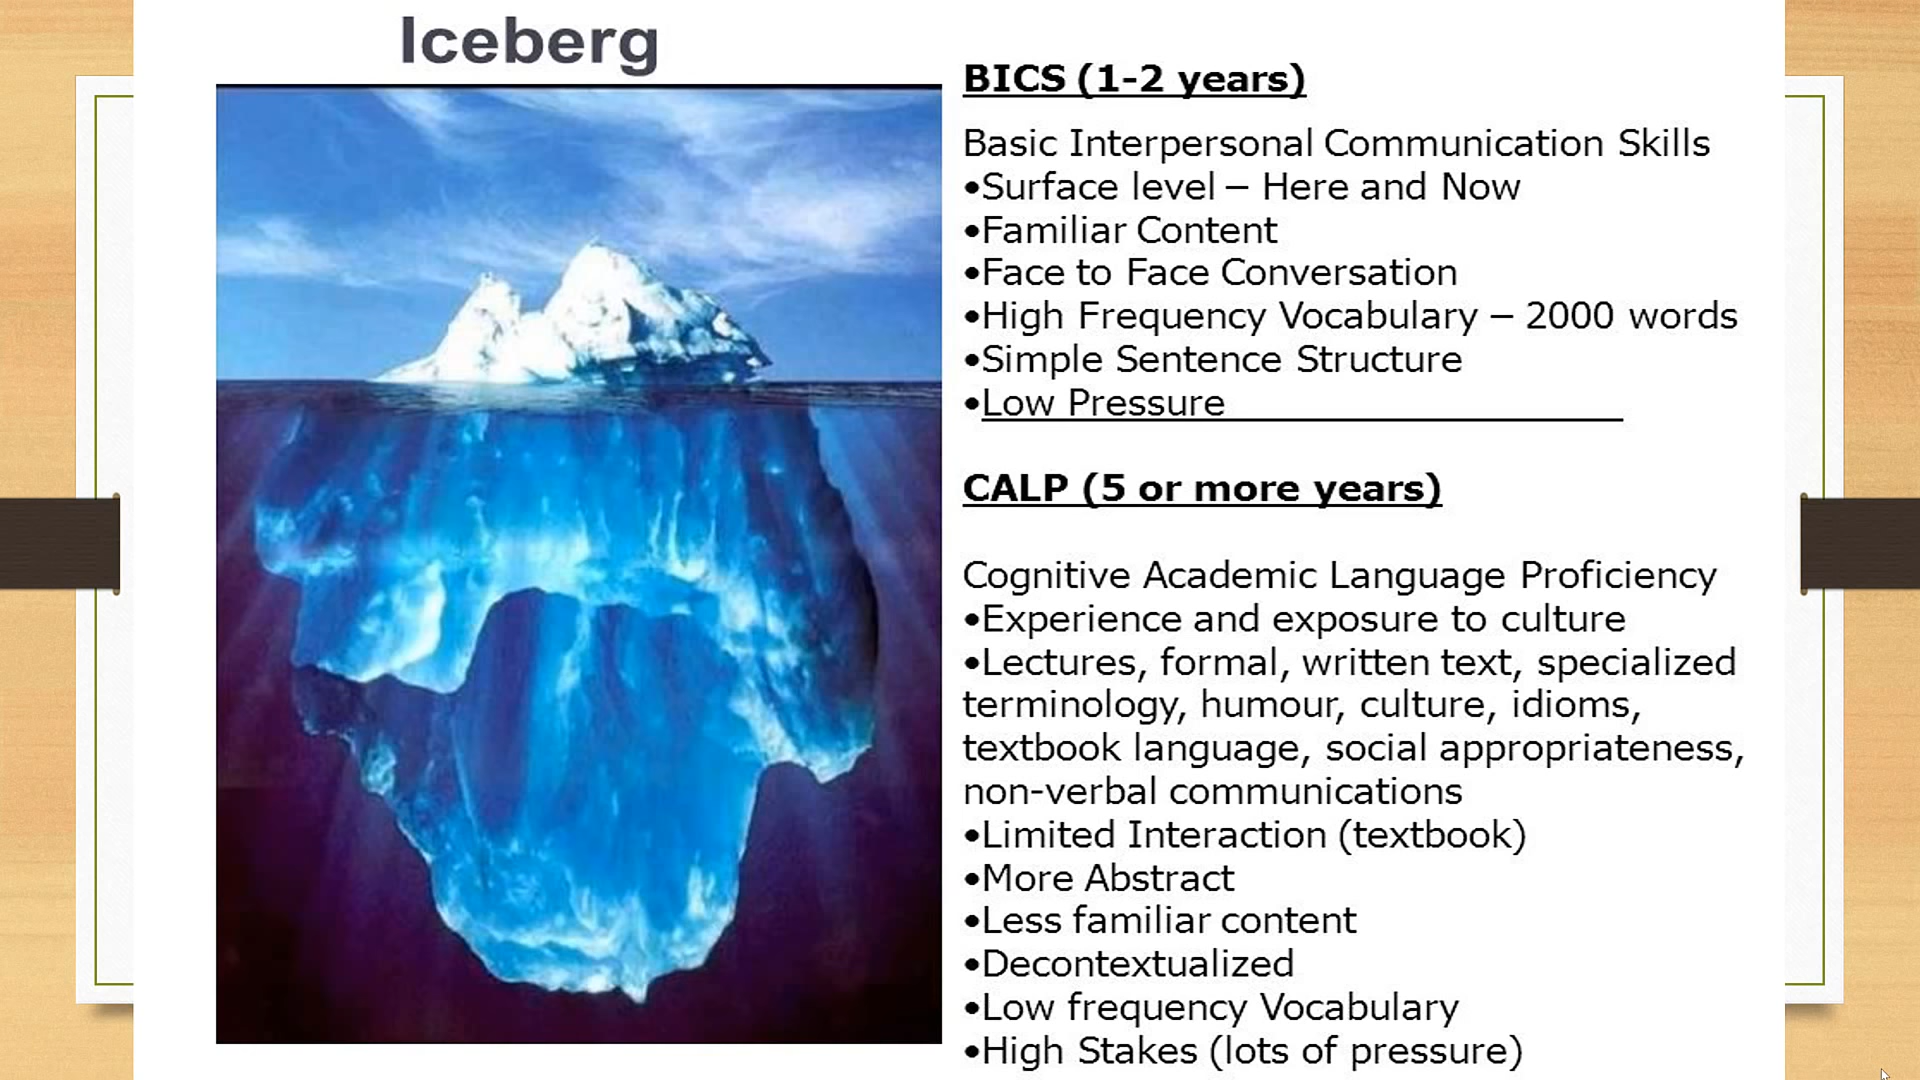 Iceberg
BICS (1-2 years)
Basic Interpersonal Communication Skills
•Surface level – Here and Now
•Familiar Content
•Face to Face Conversation
•High Frequency Vocabulary – 2000 words
•Simple Sentence Structure
•Low Pressure
CALP (5 or more years)
Cognitive Academic Language Proficiency
•Experience and exposure to culture
•Lectures, formal, written text, specialized
terminology, humour, culture, idioms,
textbook language, social appropriateness,
non-verbal communications
•Limited Interaction (textbook)
•More Abstract
•Less familiar content
•Decontextualized
•Low frequency Vocabulary
•High Stakes (lots of pressure)